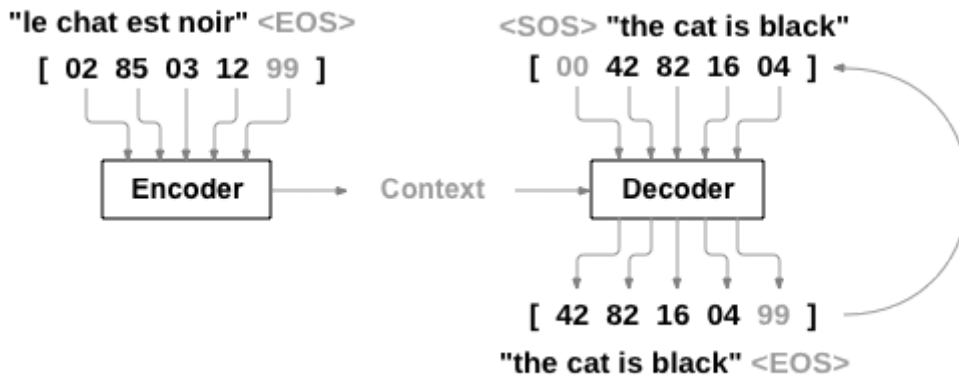 "le chat est noir" <EOS>
[ 02 85 03 12 99 ]
Encoder
Context
<SOS> "the cat is black"
[ 00 42 82 16 04 ]
Decoder
[ 42 82 16 04 99 ]
"the cat is black" <EOS>